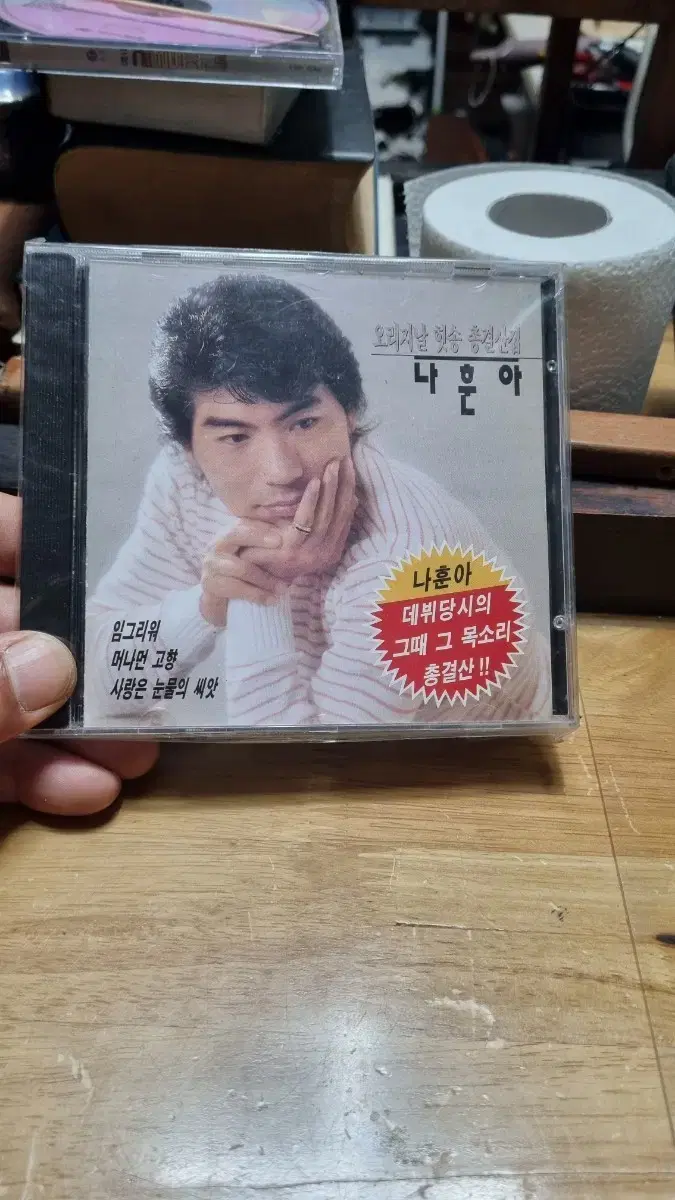 오리지날 힛송 총결산집
나훈아
나훈아
데뷔당시의
그때 그 목소리
총결산!!
임그리워
머나먼 고향
사랑은 눈물의 씨앗